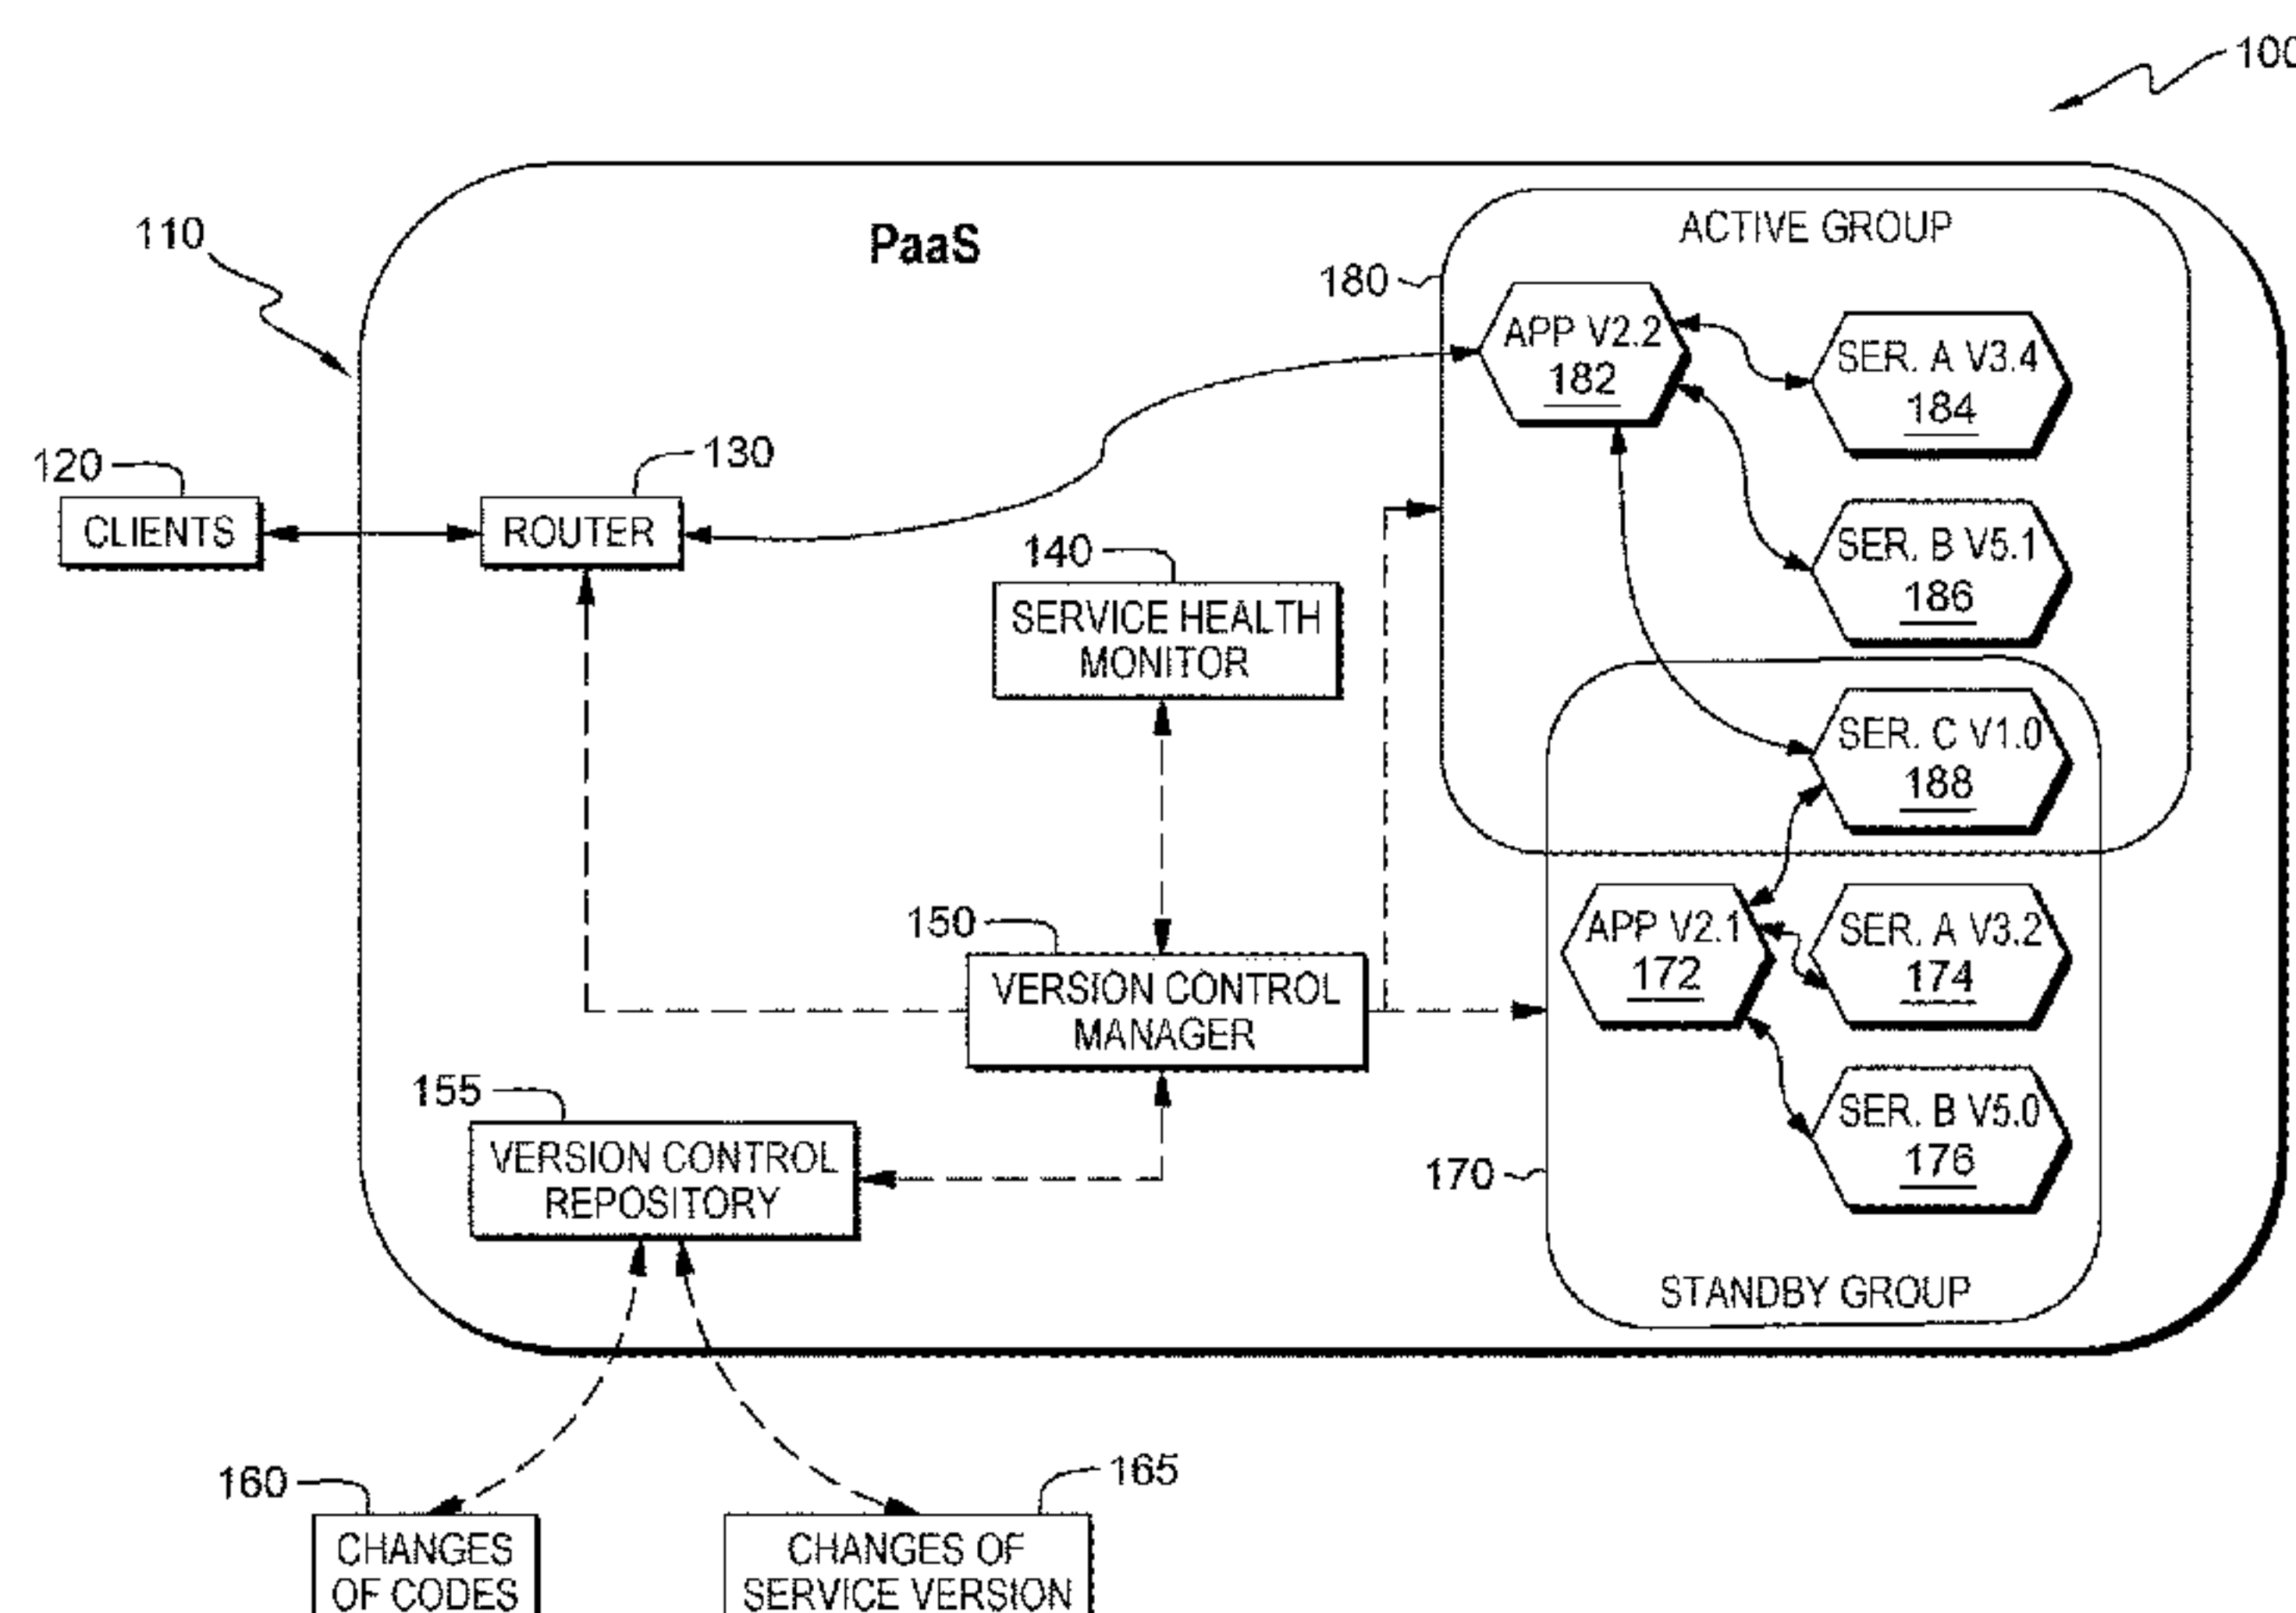 100
110
PaaS
ACTIVE GROUP
180
APP V2.2
182
SER. A V3.4
184
120
CLIENTS
130
ROUTER
140
SERVICE HEALTH
MONITOR
SER. B V5.1
186
SER. C V1.0
188
150
VERSION CONTROL
MANAGER
APP V2.1
172
SER. A V3.2
174
155
VERSION CONTROL
REPOSITORY
170
SER. B V5.0
176
STANDBY GROUP
160
CHANGES
OF CODES
165
CHANGES OF
SERVICE VERSION